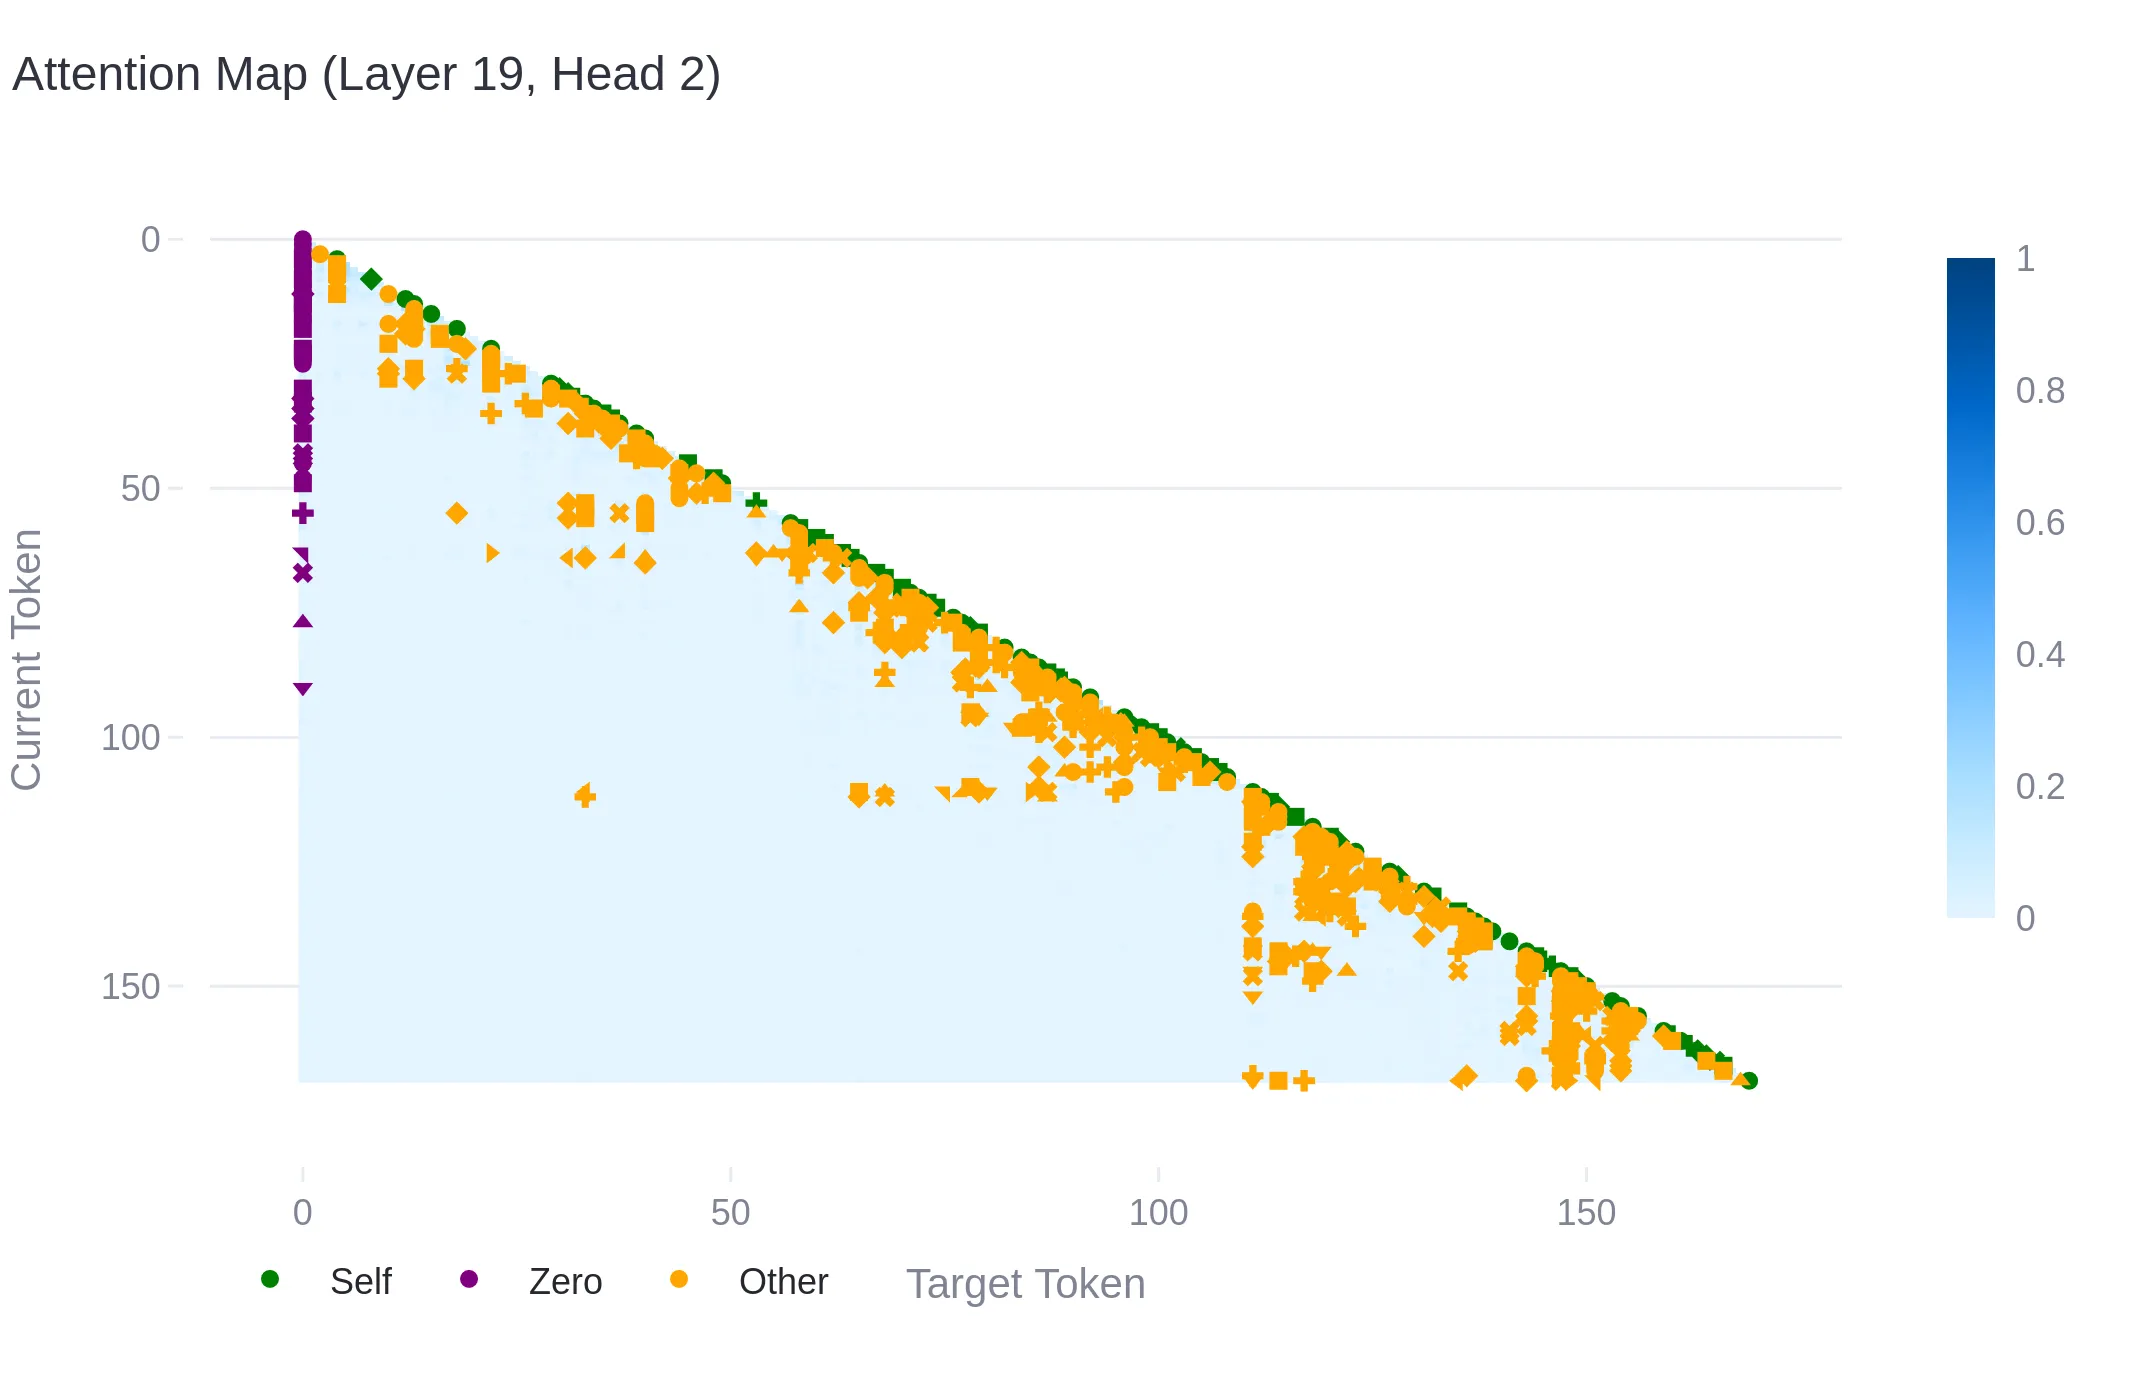 Attention Map (Layer 19, Head 2)
0
50
100
150
Current Token
1
0.8
0.6
0.4
0.2
0
0 50 100 150
Self Zero Other Target Token